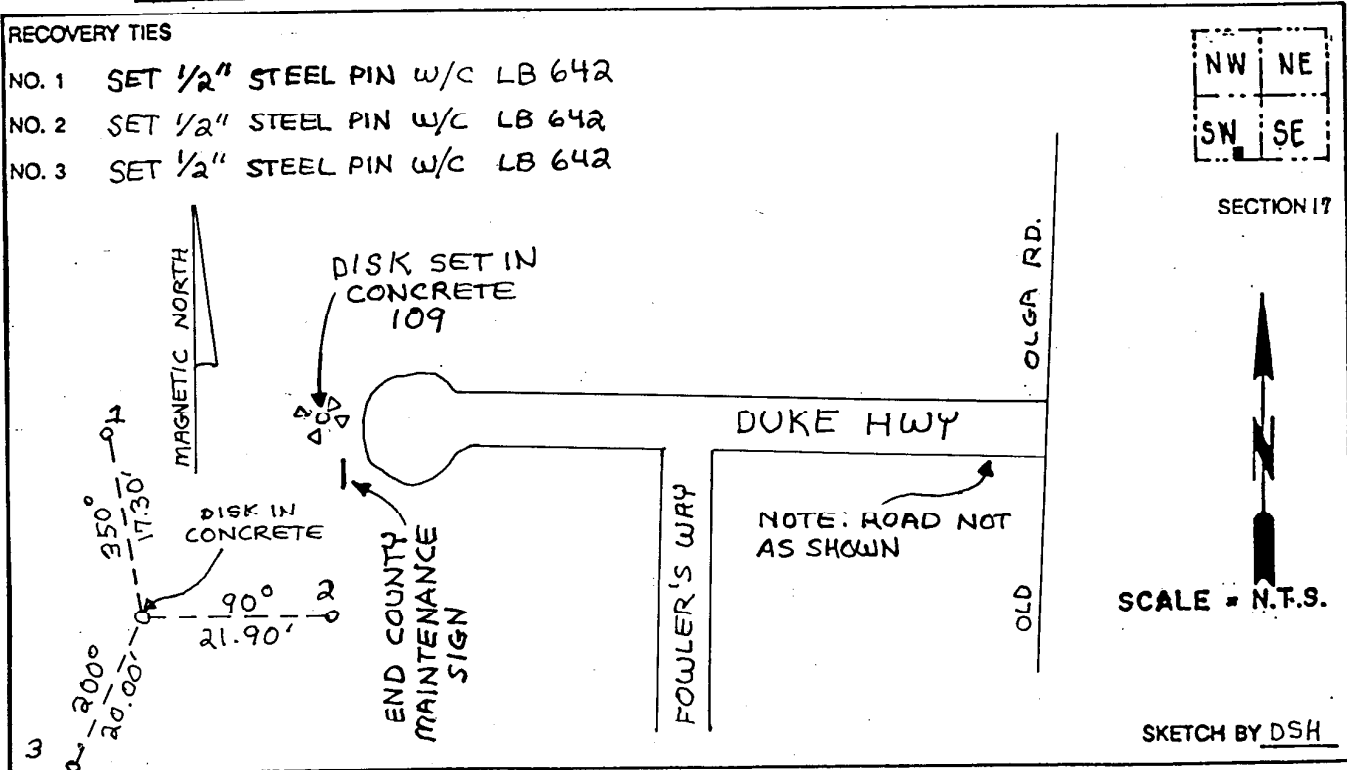 RECOVERY TIES
NO. 1 SET 1/2" STEEL PIN W/C LB 642
NO. 2 SET 1/2" STEEL PIN W/C LB 642
NO. 3 SET 1/2" STEEL PIN W/C LB 642
NW NE
SW SE
SECTION 17
MAGNETIC NORTH
DISK SET IN
CONCRETE
109
OLGA RD.
OLD
DUKE HWY
N
1
350°
17.30'
DISK IN
CONCRETE
90°
21.90'
2
200°
20.00'
3
END COUNTY
MAINTENANCE
SIGN
FOWLER'S WAY
NOTE: ROAD NOT
AS SHOWN
SCALE = N.T.S.
SKETCH BY DSH